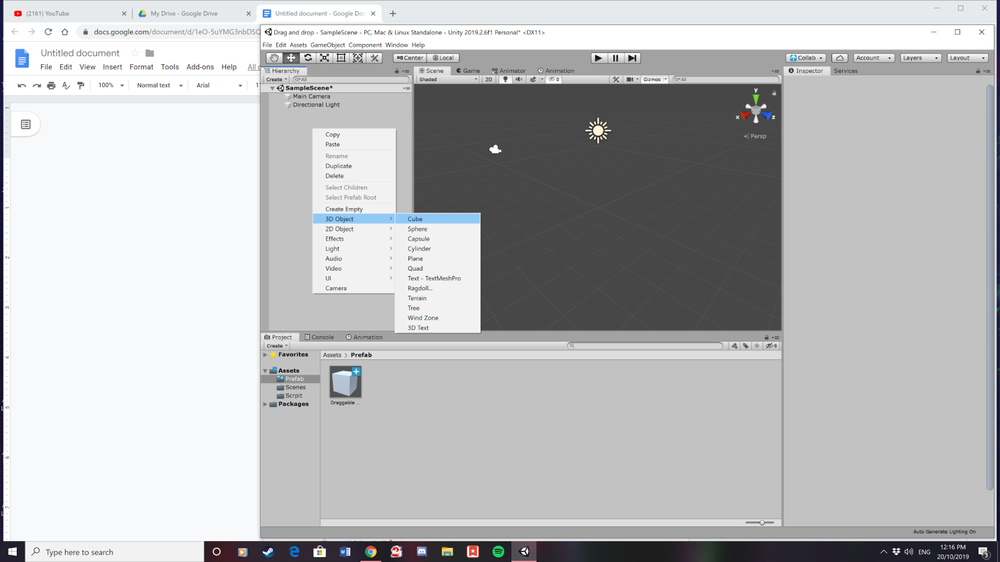 (2161) YouTube
My Drive - Google Drive
Untitled document - Google Doc
docs.google.com/document/d/1eO-5uYMG3nbDSC
Untitled document
File Edit View Insert Format Tools Add-ons Help All
100% Normal text Arial
Drag and drop - SampleScene - PC, Mac & Linux Standalone - Unity 2019.2.6f1 Personal* <DX11>
File Edit Assets GameObject Component Window Help
Center Local
Collab Account Layers Layout
Hierarchy
Create All
SampleScene*
Main Camera
Directional Light
Scene Game Animator Animation
Shaded 2D 0 Gizmos All
y
x z
Persp
Inspector Services
Copy
Paste
Rename
Duplicate
Delete
Select Children
Select Prefab Root
Create Empty
3D Object
2D Object
Effects
Light
Audio
Video
UI
Camera
Cube
Sphere
Capsule
Cylinder
Plane
Quad
Text - TextMeshPro
Ragdoll...
Terrain
Tree
Wind Zone
3D Text
Project Console Animation
Create 9
Favorites
Assets
Prefab
Scenes
Scrpit
Packages
Assets > Prefab
Draggable ...
Auto Generate Lighting On
Type here to search
ENG
12:16 PM
20/10/2019
3